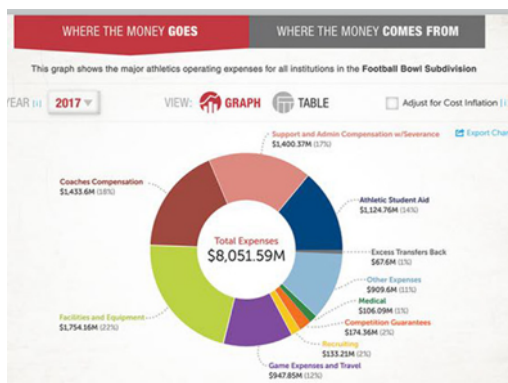 WHERE THE MONEY GOES
WHERE THE MONEY COMES FROM
This graph shows the major athletics operating expenses for all institutions in the Football Bowl Subdivision
YEAR [i] 2017 VIEW: GRAPH TABLE Adjust for Cost Inflation [i
Export Char
Support and Admin Compensation w/Severance
$1,400.37M (17%)
Coaches Compensation
$1,433.6M (18%)
Athletic Student Aid
$1,124.76M (14%)
Total Expenses
$8,051.59M
Excess Transfers Back
$67.6M (1%)
Other Expenses
$909.6M (11%)
Medical
$106.09M (1%)
Facilities and Equipment
$1,754.16M (22%)
Competition Guarantees
$174.36M (2%)
Recruiting
$133.21M (2%)
Game Expenses and Travel
$947.85M (12%)